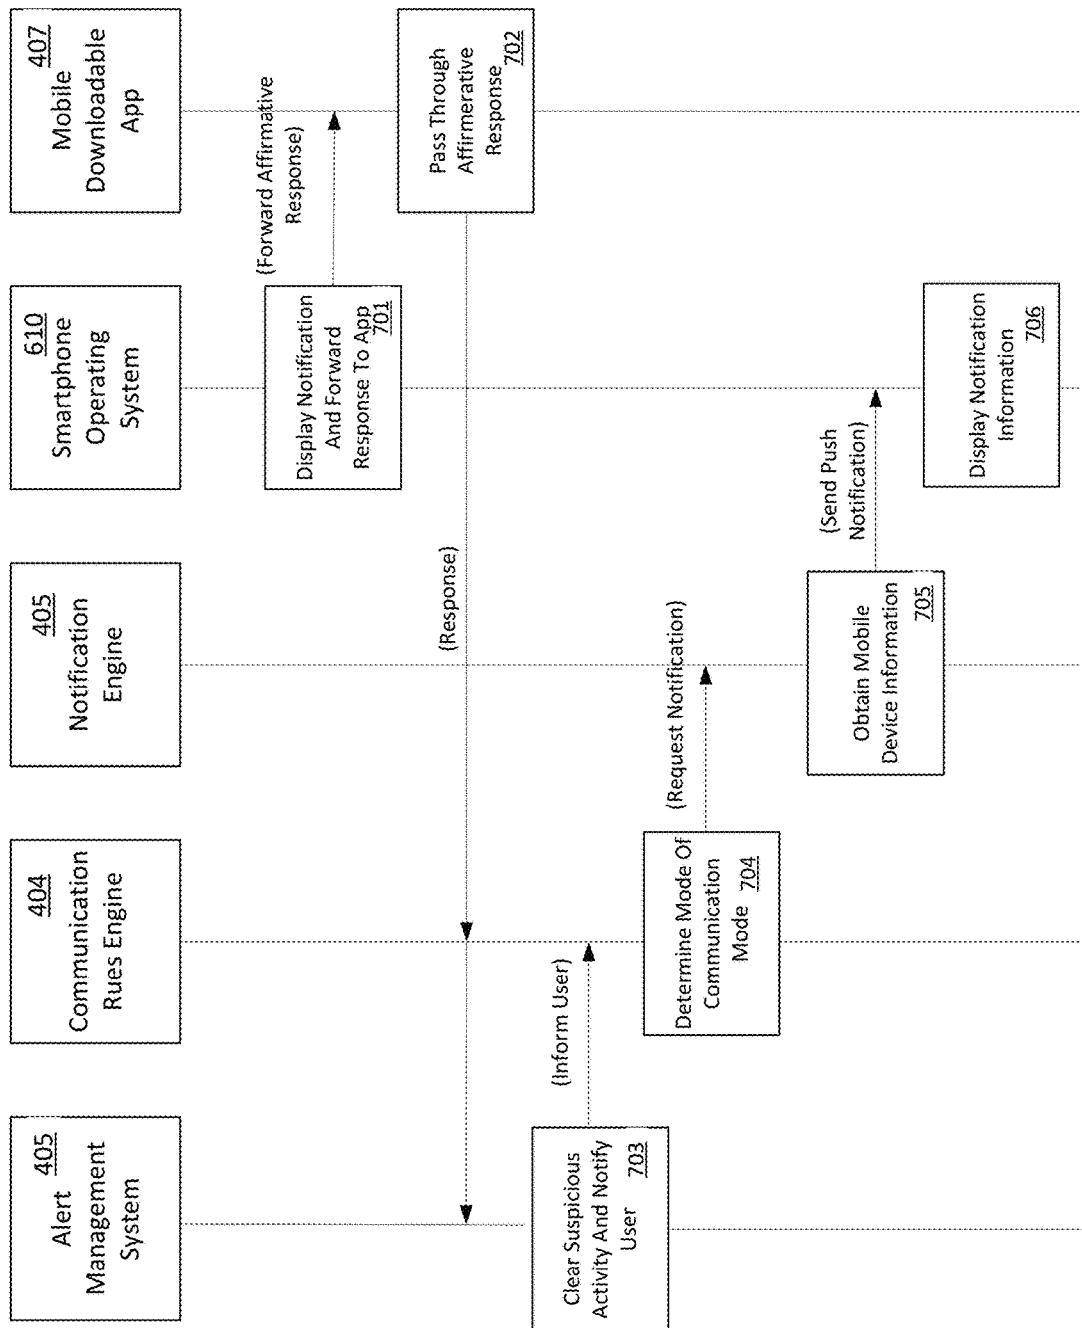 405
Alert
Management
System
404
Communication
Rues Engine
405
Notification
Engine
610
Smartphone
Operating
System
407
Mobile
Downloadable
App
(Forward Affirmative
Response)
Display Notification
And Forward
Response To App
701
Pass Through
Affirmerative
Response
702
(Response)
Clear Suspicious
Activity And Notify
User 703
(Inform User)
Determine Mode Of
Communication
Mode 704
(Request Notification)
Obtain Mobile
Device Information
705
(Send Push
Notification)
Display Notification
Information
706